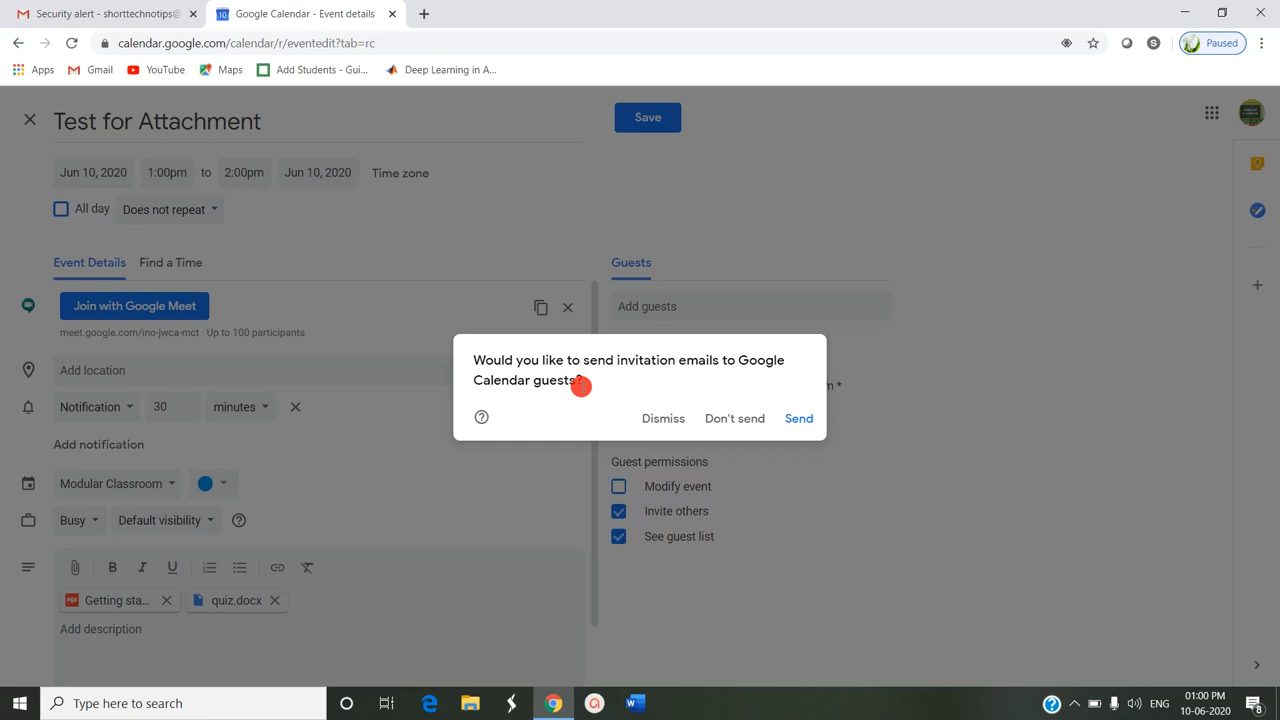 Security alert - shorttechnotips@
Google Calendar - Event details
calendar.google.com/calendar/r/eventedit?tab=rc
S
Paused
Apps
Gmail
YouTube
Maps
Add Students - Gui...
Deep Learning in A...
Test for Attachment
Save
Jun 10, 2020
1:00pm
to
2:00pm
Jun 10, 2020
Time zone
All day
Does not repeat
Event Details
Find a Time
Guests
Join with Google Meet
meet.google.com/ino-jwca-mct · Up to 100 participants
Add guests
Would you like to send invitation emails to Google
Calendar guests?
Dismiss
Don't send
Send
Add location
m *
Notification
30
minutes
Add notification
Guest permissions
Modify event
Invite others
See guest list
Modular Classroom
Busy
Default visibility
B
I
U
PDF
Getting sta...
quiz.docx
Add description
Type here to search
ENG
01:00 PM
10-06-2020
8